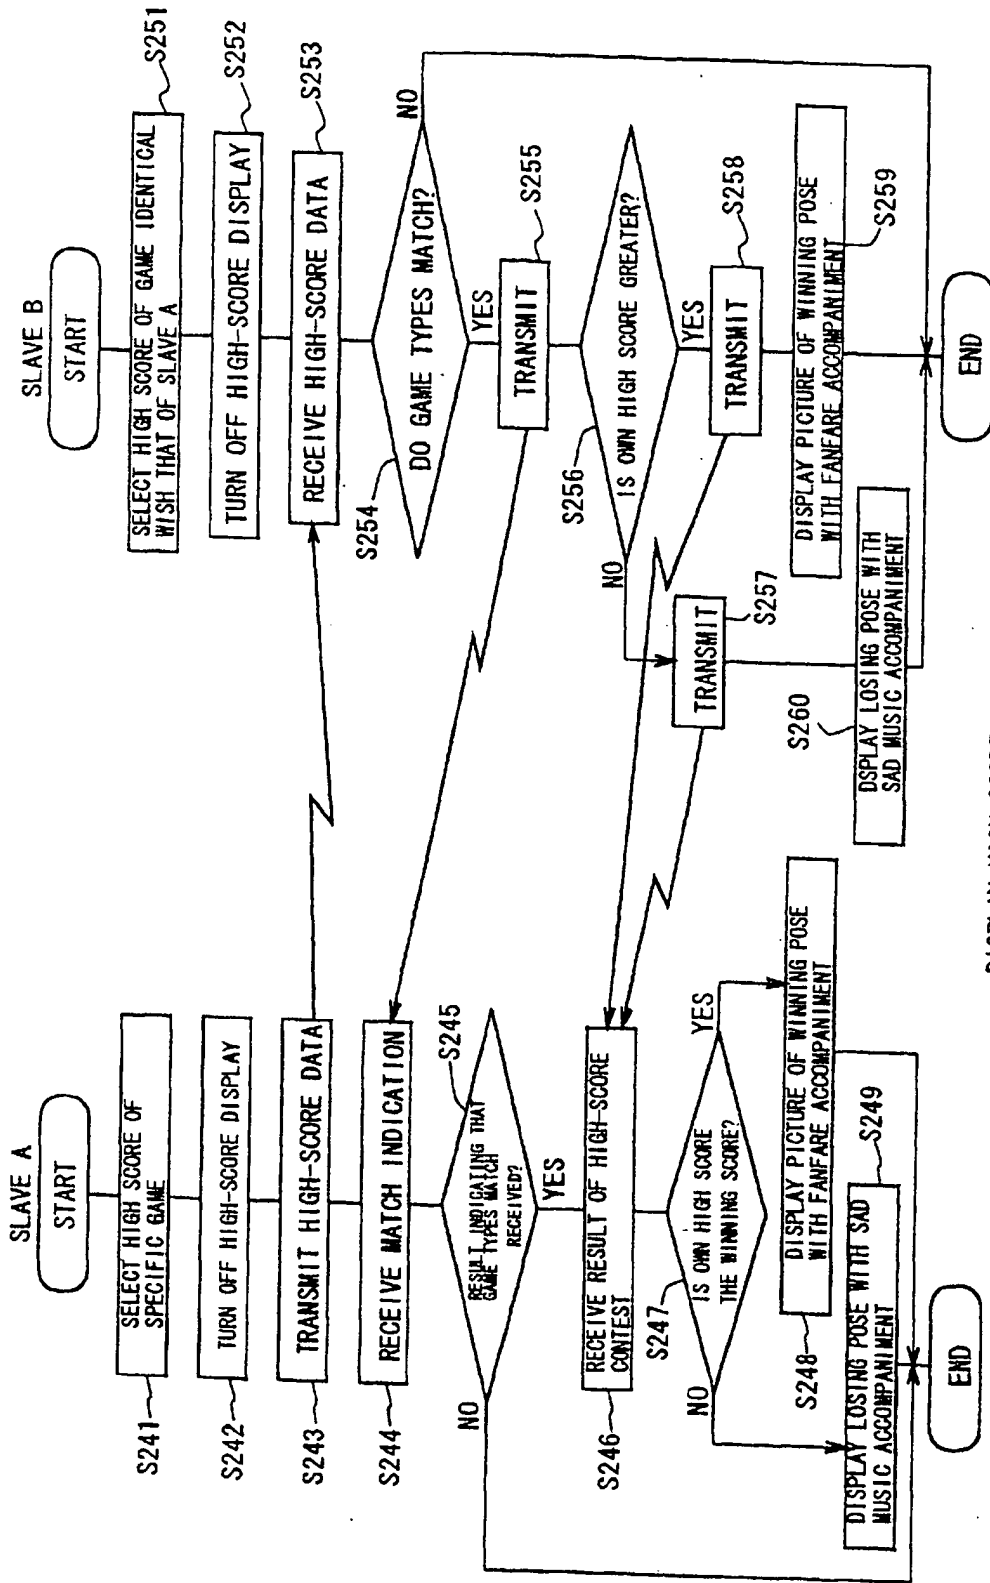 SLAVE A
START
SELECT HIGH SCORE OF
SPECIFIC GAME
S241
TURN OFF HIGH-SCORE DISPLAY
S242
TRANSMIT HIGH-SCORE DATA
S243
RECEIVE MATCH INDICATION
S244
S245
RESULT INDICATING THAT
GAME TYPES MATCH
RECEIVED?
NO
YES
RECEIVE RESULT OF HIGH-SCORE
CONTEST
S246
S247
IS OWN HIGH SCORE
THE WINNING SCORE?
NO
YES
DISPLAY PICTURE OF WINNING POSE
WITH FANFARE ACCOMPANIMENT
S248
DISPLAY LOSING POSE WITH SAD
MUSIC ACCOMPANIMENT
S249
END
SLAVE B
START
SELECT HIGH SCORE OF GAME IDENTICAL
WISH THAT OF SLAVE A
S251
TURN OFF HIGH-SCORE DISPLAY
S252
RECEIVE HIGH-SCORE DATA
S253
S254
DO GAME TYPES MATCH?
NO
YES
TRANSMIT
S255
S256
IS OWN HIGH SCORE GREATER?
NO
YES
TRANSMIT
S257
TRANSMIT
S258
DISPLAY PICTURE OF WINNING POSE
WITH FANFARE ACCOMPANIMENT
S259
S260
DSPLAY LOSING POSE WITH
SAD MUSIC ACCOMPANIMENT
END